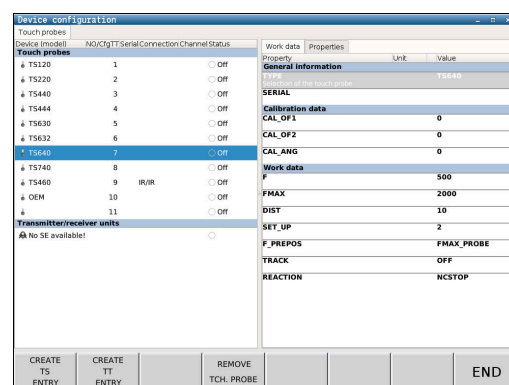 Device configuration
Touch probes
Device (model) NO/CfgTT Serial Connection Channel Status
Touch probes
TS120 1 Off
TS220 2 Off
TS440 3 Off
TS444 4 Off
TS630 5 Off
TS632 6 Off
TS640 7 Off
TS740 8 Off
TS460 9 IR/IR Off
OEM 10 Off
11 Off
Transmitter/receiver units
No SE available!
Work data Properties
Property Unit Value
General information
TYPE TS640
Selection of the touch probe
SERIAL
Calibration data
CAL_OF1 0
CAL_OF2 0
CAL_ANG 0
Work data
F 500
FMAX 2000
DIST 10
SET_UP 2
F_PREPOS FMAX_PROBE
TRACK OFF
REACTION NCSTOP
CREATE TS ENTRY
CREATE TT ENTRY
REMOVE TCH. PROBE
END